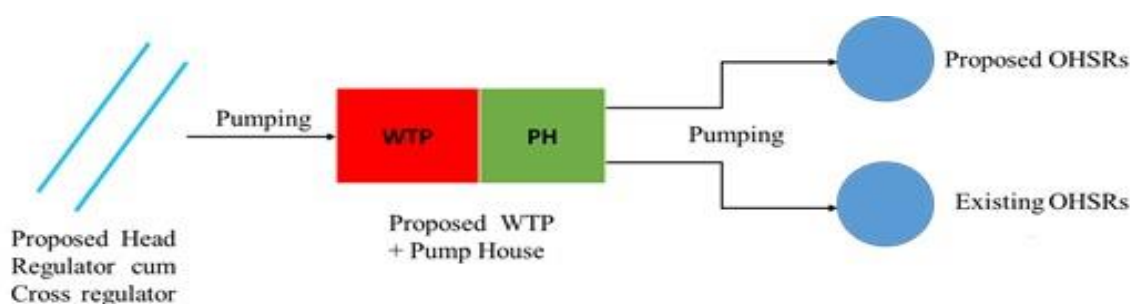 Proposed OHSRs
Pumping
WTP
PH
Pumping
Existing OHSRs
Proposed WTP
+ Pump House
Proposed Head
Regulator cum
Cross regulator